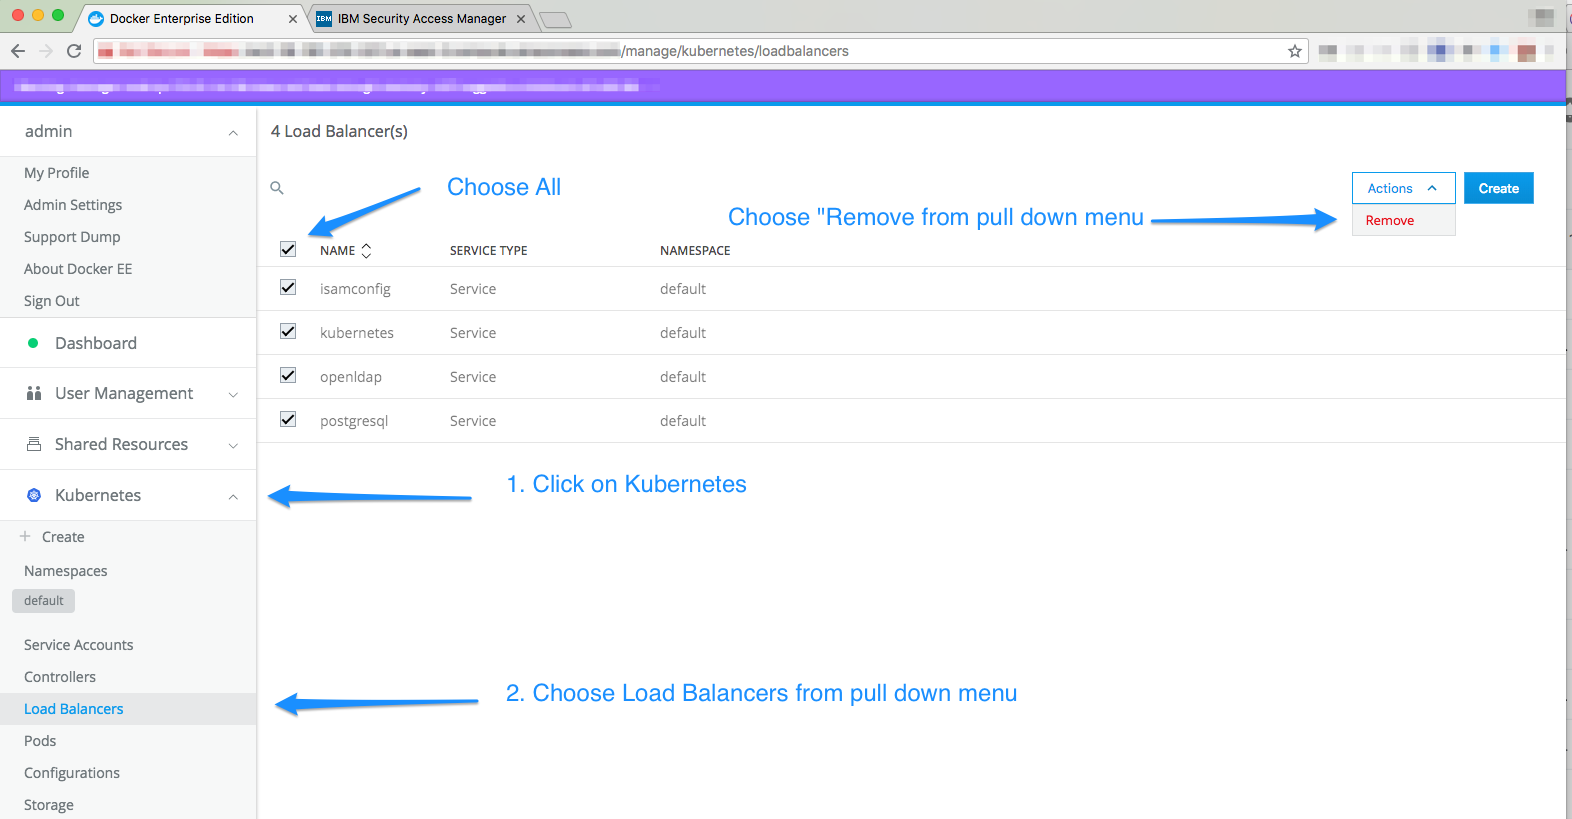 Docker Enterprise Edition
IBM IBM Security Access Manager
/manage/kubernetes/loadbalancers
admin
4 Load Balancer(s)
My Profile
Admin Settings
Support Dump
About Docker EE
Sign Out
Dashboard
User Management
Shared Resources
Kubernetes
Create
Namespaces
default
Service Accounts
Controllers
Load Balancers
Pods
Configurations
Storage
Choose All
Actions
Create
Choose "Remove from pull down menu
Remove
NAME SERVICE TYPE NAMESPACE
isamconfig Service default
kubernetes Service default
openldap Service default
postgresql Service default
1. Click on Kubernetes
2. Choose Load Balancers from pull down menu